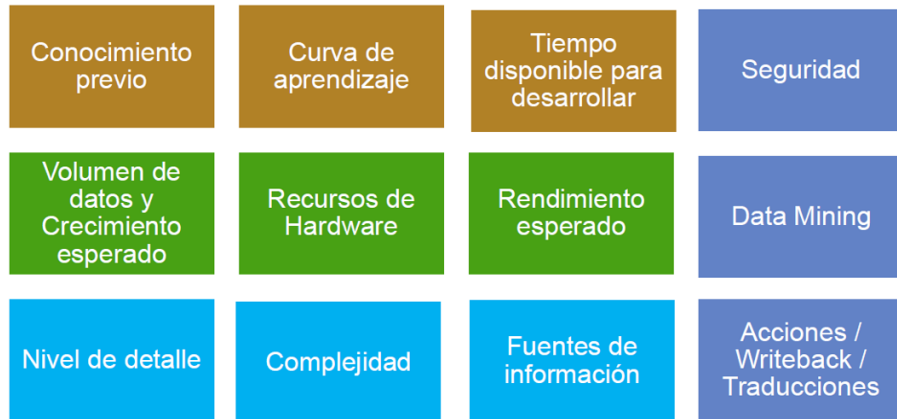 Conocimiento
previo
Curva de
aprendizaje
Tiempo
disponible para
desarrollar
Seguridad
Volumen de
datos y
Crecimiento
esperado
Recursos de
Hardware
Rendimiento
esperado
Data Mining
Nivel de detalle
Complejidad
Fuentes de
información
Acciones /
Writeback /
Traducciones